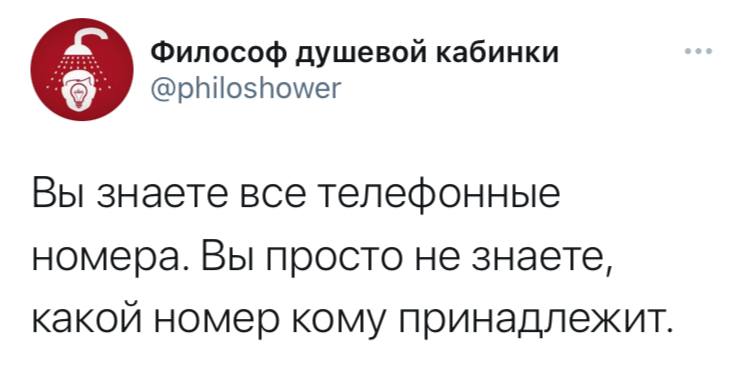 Философ душевой кабинки
@philoshower
Вы знаете все телефонные
номера. Вы просто не знаете,
какой номер кому принадлежит.